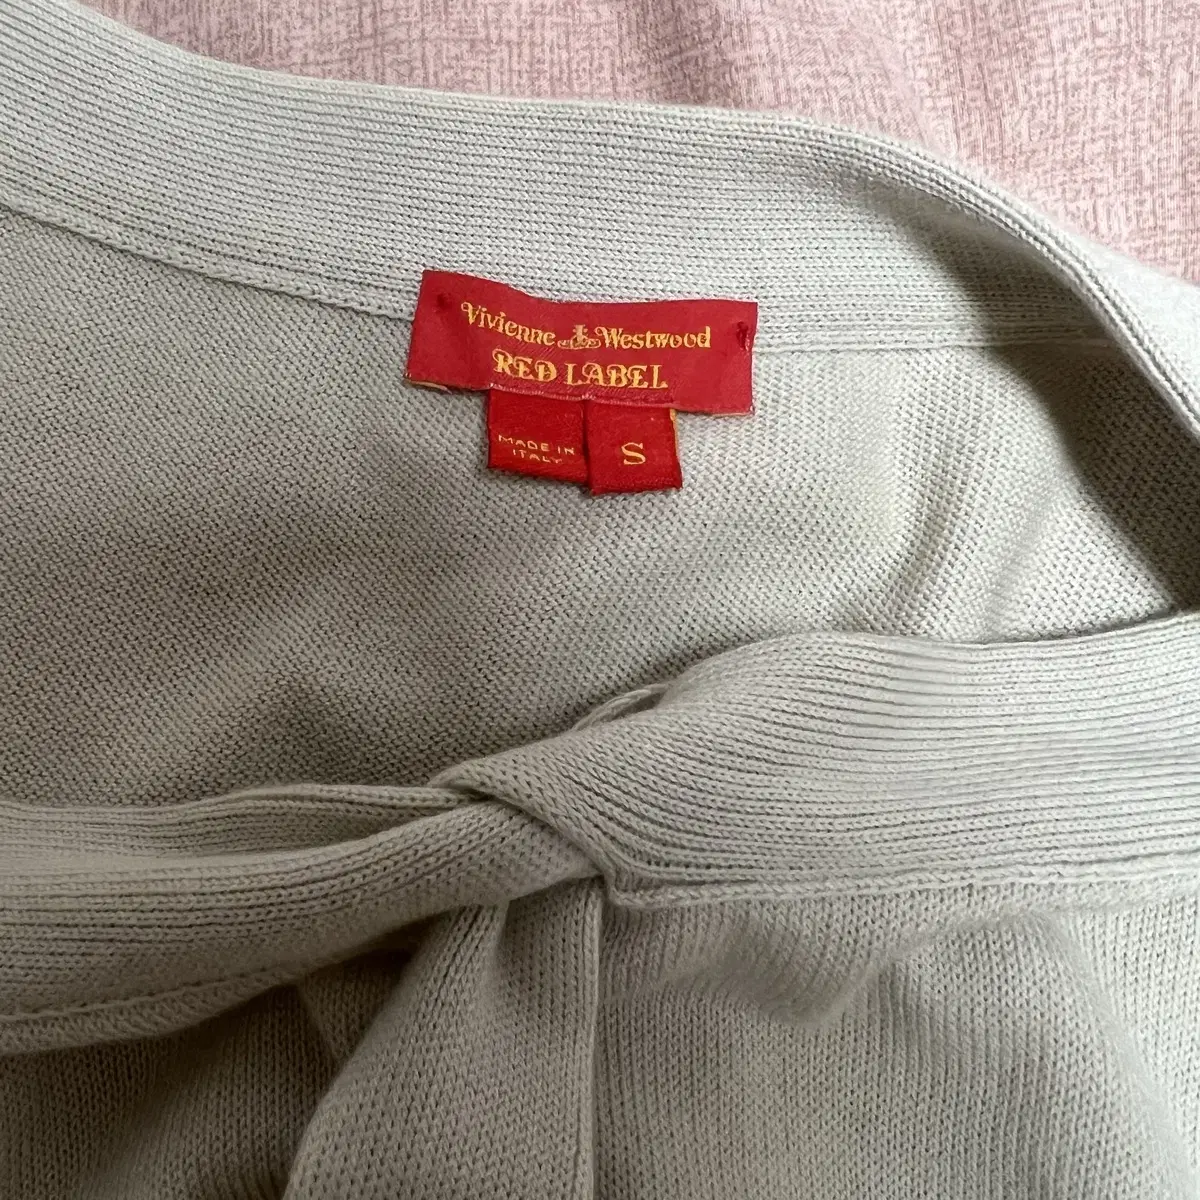 Vivienne Westwood
RED LABEL
MADE IN
ITALY
S